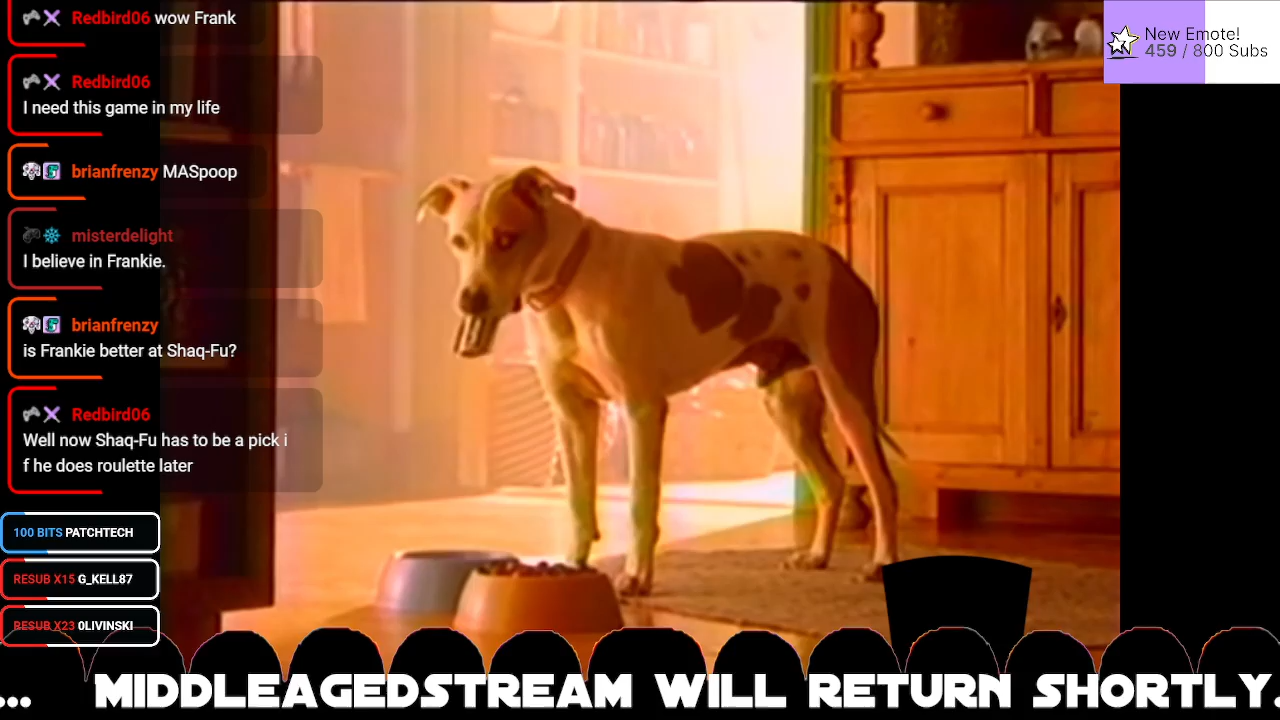 Redbird06 wow Frank
Redbird06
I need this game in my life
brianfrenzy MASpoop
misterdelight
I believe in Frankie.
brianfrenzy
is Frankie better at Shaq-Fu?
Redbird06
Well now Shaq-Fu has to be a pick i
f he does roulette later
100 BITS PATCHTECH
RESUB X15 G_KELL87
RESUB X23 0LIVINSKI
New Emote!
459 / 800 Subs
... MIDDLEAGEDSTREAM WILL RETURN SHORTLY.